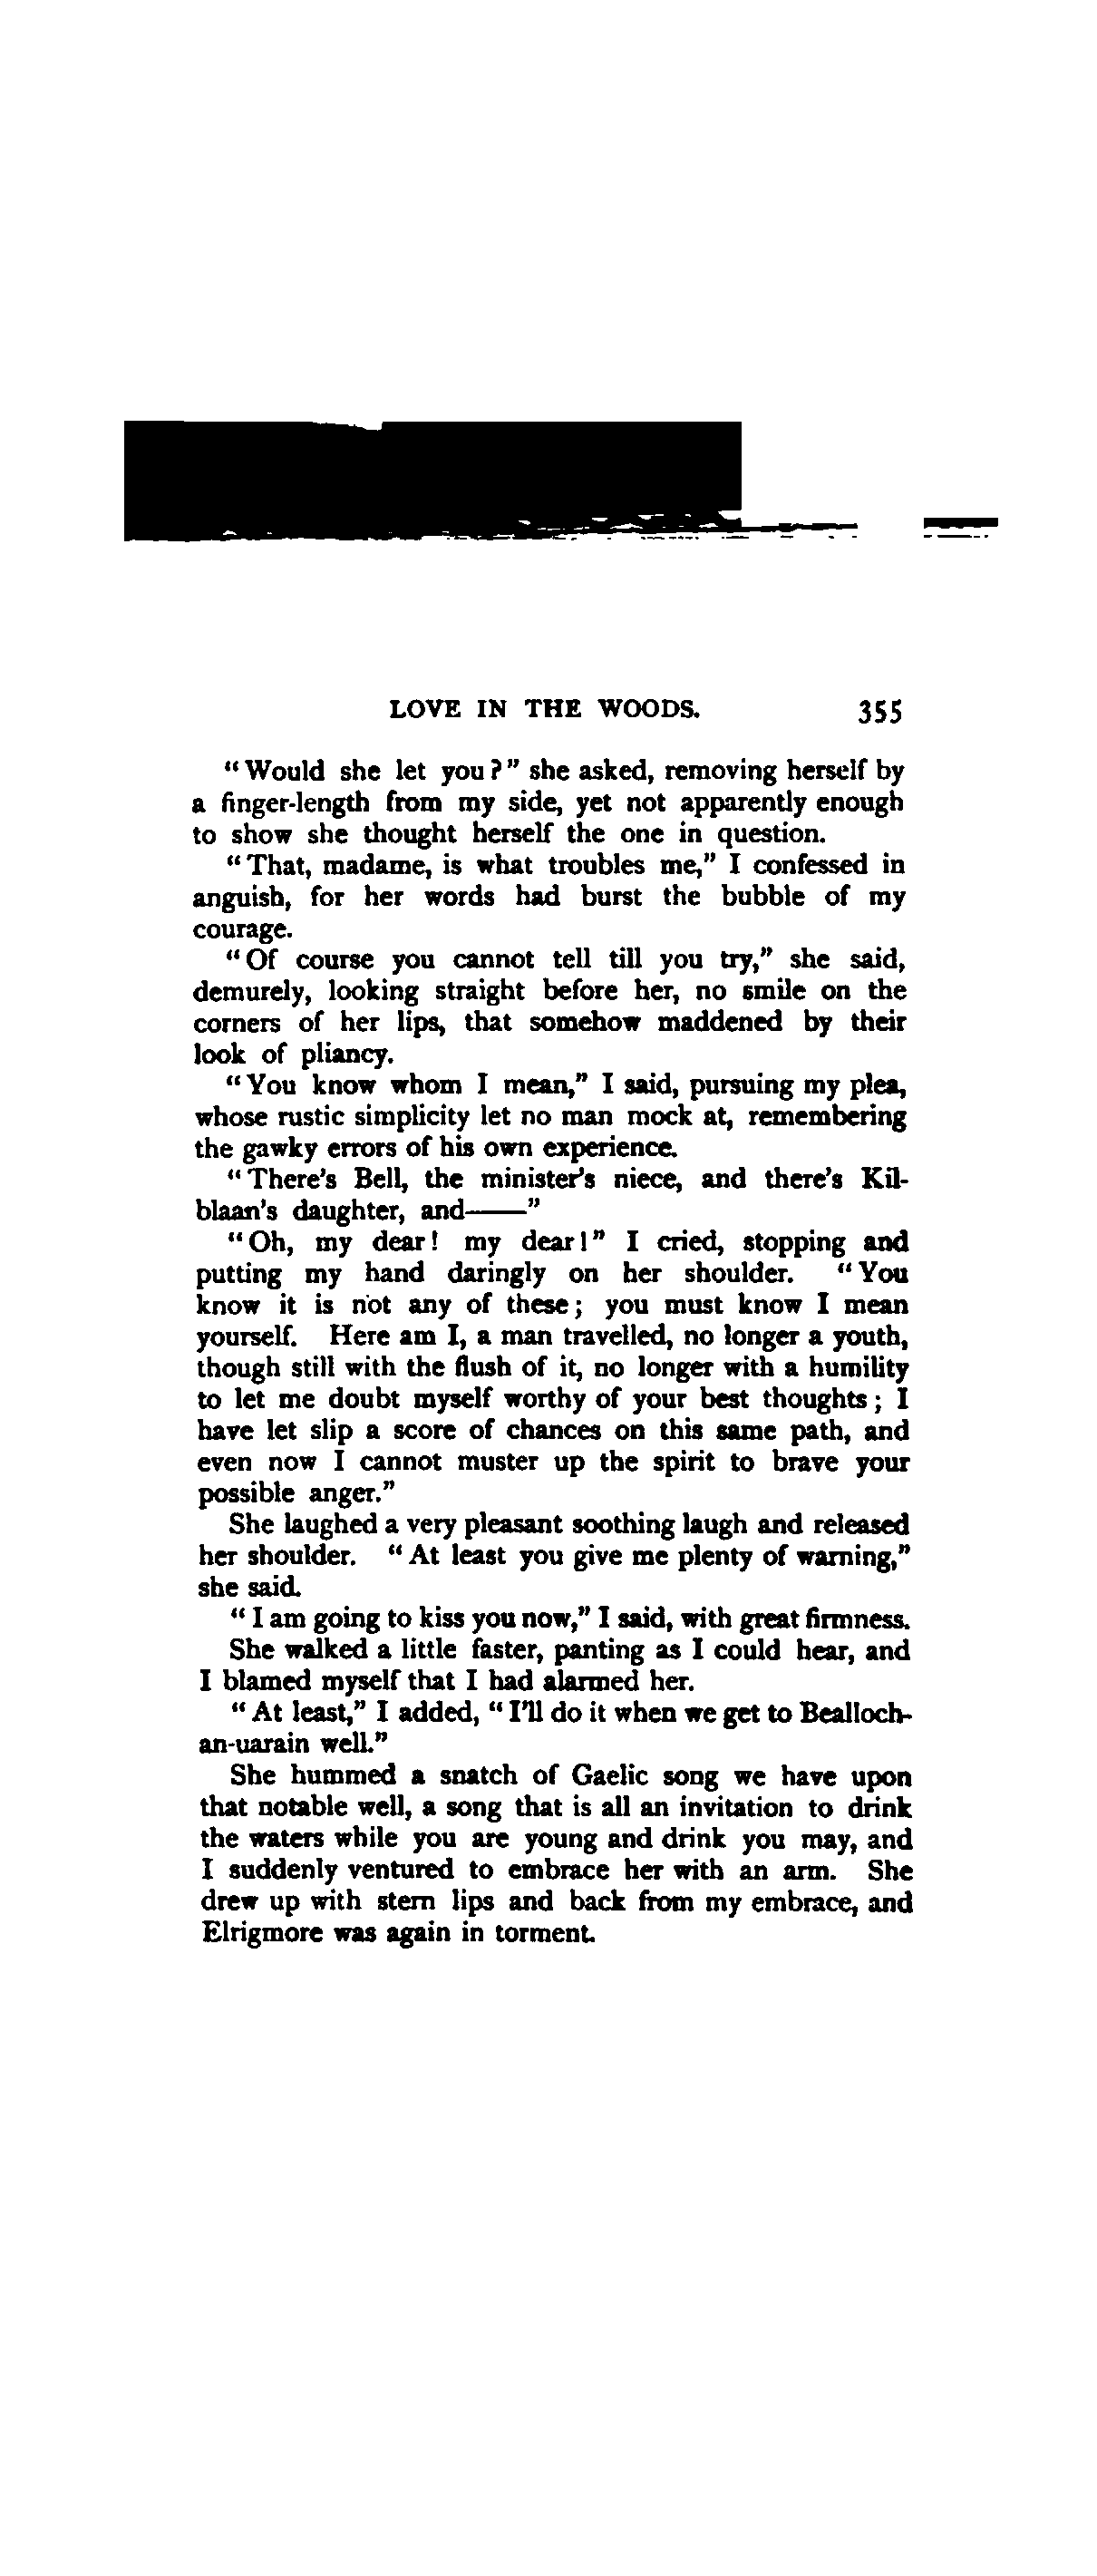 LOVE IN THE WOODS. 355
"Would she let you?" she asked, removing herself by
a finger-length from my side, yet not apparently enough
to show she thought herself the one in question.
"That, madame, is what troubles me," I confessed in
anguish, for her words had burst the bubble of my
courage.
"Of course you cannot tell till you try," she said,
demurely, looking straight before her, no smile on the
corners of her lips, that somehow maddened by their
look of pliancy.
"You know whom I mean," I said, pursuing my plea,
whose rustic simplicity let no man mock at, remembering
the gawky errors of his own experience.
"There's Bell, the minister's niece, and there's Kil-
blaan's daughter, and——"
"Oh, my dear! my dear!" I cried, stopping and
putting my hand daringly on her shoulder. "You
know it is not any of these; you must know I mean
yourself. Here am I, a man travelled, no longer a youth,
though still with the flush of it, no longer with a humility
to let me doubt myself worthy of your best thoughts; I
have let slip a score of chances on this same path, and
even now I cannot muster up the spirit to brave your
possible anger."
She laughed a very pleasant soothing laugh and released
her shoulder. "At least you give me plenty of warning,"
she said.
"I am going to kiss you now," I said, with great firmness.
She walked a little faster, panting as I could hear, and
I blamed myself that I had alarmed her.
"At least," I added, "I'll do it when we get to Bealloch-
an-uarain well."
She hummed a snatch of Gaelic song we have upon
that notable well, a song that is all an invitation to drink
the waters while you are young and drink you may, and
I suddenly ventured to embrace her with an arm. She
drew up with stern lips and back from my embrace, and
Elrigmore was again in torment.